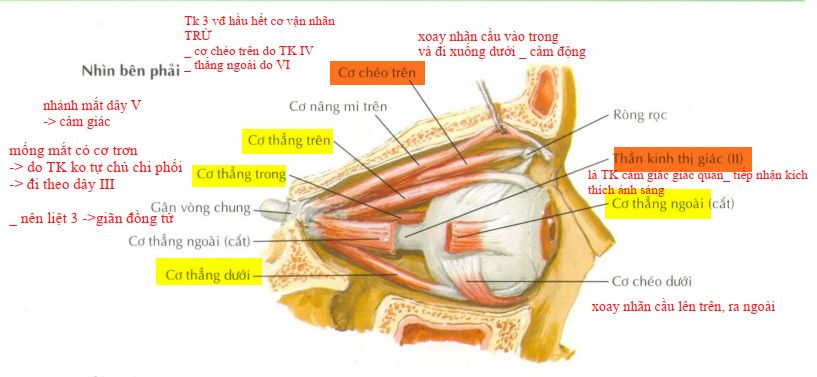 Tk 3 vđ hầu hết cơ vận nhãn
TRỪ
_ cơ chéo trên do TK IV
_ thẳng ngoài do VI
xoay nhãn cầu vào trong
và đi xuống dưới _ cảm động
Nhìn bên phải
Cơ chéo trên
nhánh mắt dây V
-> cảm giác
Cơ nâng mi trên
Ròng rọc
Cơ thẳng trên
mống mắt có cơ trơn
-> do TK ko tự chủ chi phối
-> đi theo dây III
Cơ thẳng trong
Thần kinh thị giác (II)
là TK cảm giác giác quan_ tiếp nhận kích
thích ánh sáng
Gân vòng chung
Cơ thẳng ngoài (cắt)
_ nên liệt 3 ->giãn đồng tử
Cơ thẳng ngoài (cắt)
Cơ thẳng dưới
Cơ chéo dưới
xoay nhãn cầu lên trên, ra ngoài